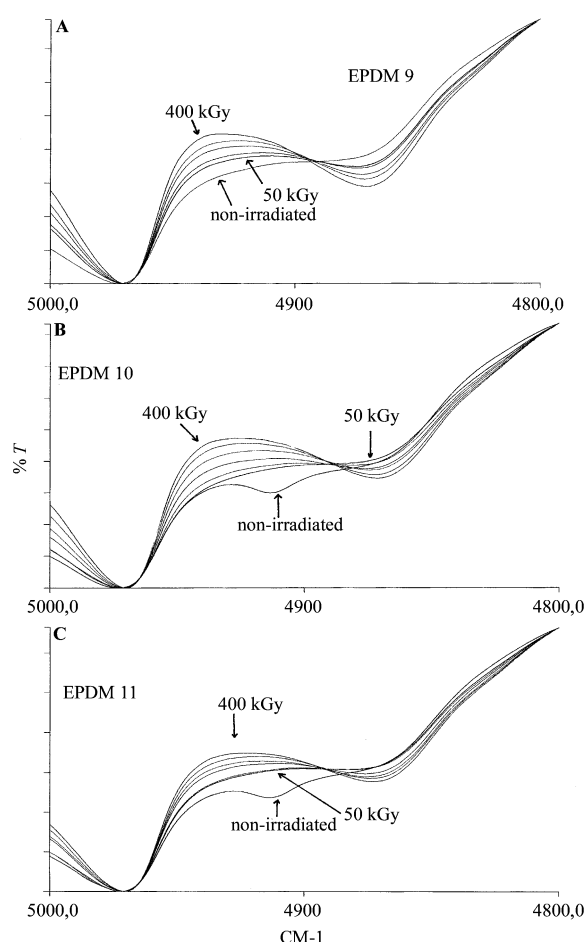 A
EPDM 9
400 kGy
50 kGy
non-irradiated
5000,0 4900 4800,0
B
EPDM 10
400 kGy
50 kGy
non-irradiated
% T
5000,0 4900 4800,0
C
EPDM 11
400 kGy
50 kGy
non-irradiated
5000,0 4900 4800,0
CM-1